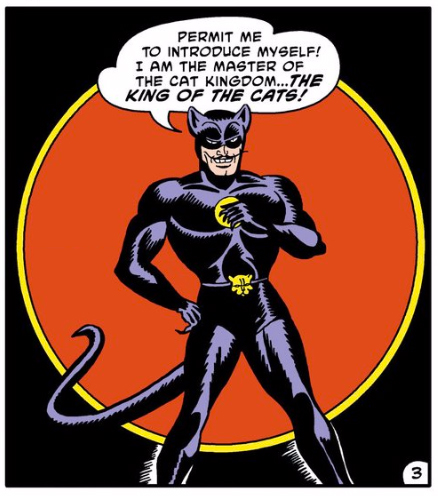 PERMIT ME
TO INTRODUCE MYSELF!
I AM THE MASTER OF
THE CAT KINGDOM...THE
KING OF THE CATS!
3